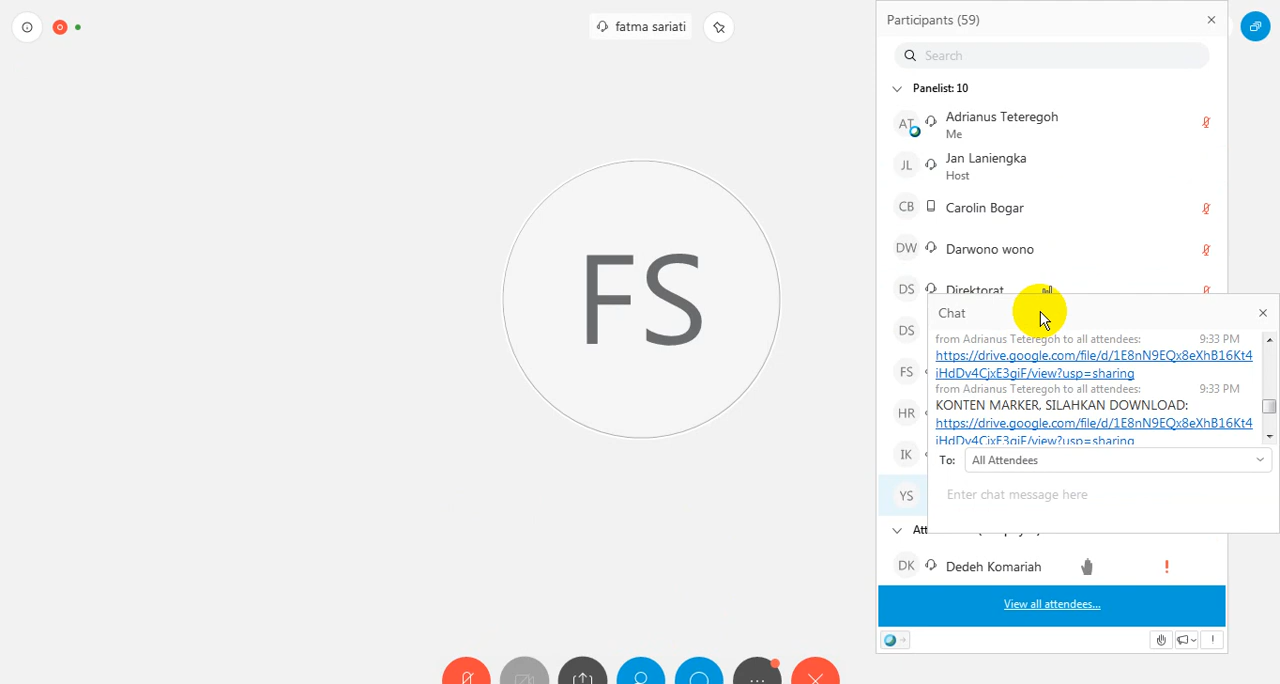 fatma sariati
FS
Participants (59)
Search
Panelist: 10
AT
Adrianus Teteregoh
Me
JL
Jan Laniengka
Host
CB
Carolin Bogar
DW
Darwono wono
DS
Direktorat
DS
FS
HR
IK
YS
Chat
from Adrianus Teteregoh to all attendees:
9:33 PM
https://drive.google.com/file/d/1E8nN9EQx8eXhB16Kt4
iHdDv4CjxE3giF/view?usp=sharing
from Adrianus Teteregoh to all attendees:
9:33 PM
KONTEN MARKER, SILAHKAN DOWNLOAD:
https://drive.google.com/file/d/1E8nN9EQx8eXhB16Kt4
iHdDv4CjxE3giF/view?usp=sharing
To:
All Attendees
Enter chat message here
DK
Dedeh Komariah
View all attendees...